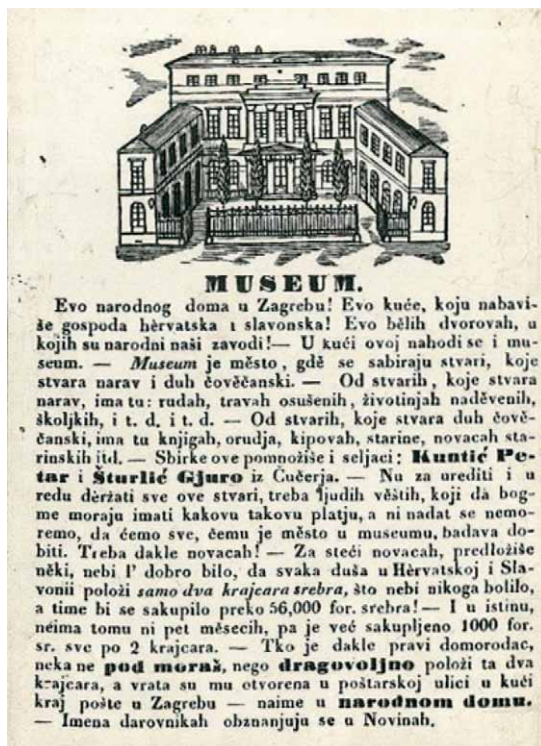 MUSEUM.
Evo narodnog doma u Zagrebu! Evo kuće, koju nabavi-
še gospoda hèrvatska i slavonska! Evo bělih dvorovah, u
kojih su narodni naši zavodi! — U kući ovoj nahodi se i mu-
seum. — Museum je město, gdě se sabiraju stvari, koje
stvara narav i duh čověčanski. — Od stvarih, koje stvara
narav, ima tu: rudah, travah osušenih, životinjah naděvenih,
školjkih, i t. d. i t. d. — Od stvarih, koje stvara duh čově-
čanski, ima tu knjigah, orudja, kipovah, starine, novacah sta-
rinskih itd. — Sbirke ove pomnožiše i seljaci: Kuntić Pe-
tar i Šturlić Gjuro iz Čučerja. — Nu za urediti i u
redu dèržati sve ove stvari, treba ljudih věštih, koji da bog-
me moraju imati kakovu takovu platju, a ni nadat se nemo-
remo, da ćemo sve, čemu je město u museumu, badava do-
biti. Treba dakle novacah! — Za steći novacah, predložiše
něki, nebi l' dobro bilo, da svaka duša u Hèrvatskoj i Sla-
vonii položi samo dva krajcara srebra, što nebi nikoga bolilo,
a time bi se sakupilo preko 56,000 for. srebra! — I u istinu,
neima tomu ni pet měsecih, pa je već sakupljeno 1000 for.
sr. sve po 2 krajcara. — Tko je dakle pravi domorodac,
neka ne pod moraš, nego dragovoljno položi ta dva
krajcara, a vrata su mu otvorena u poštarskoj ulici u kući
kraj pošte u Zagrebu — naime u narodnom domu.
— Imena darovnikah obznanjuju se u Novinah.